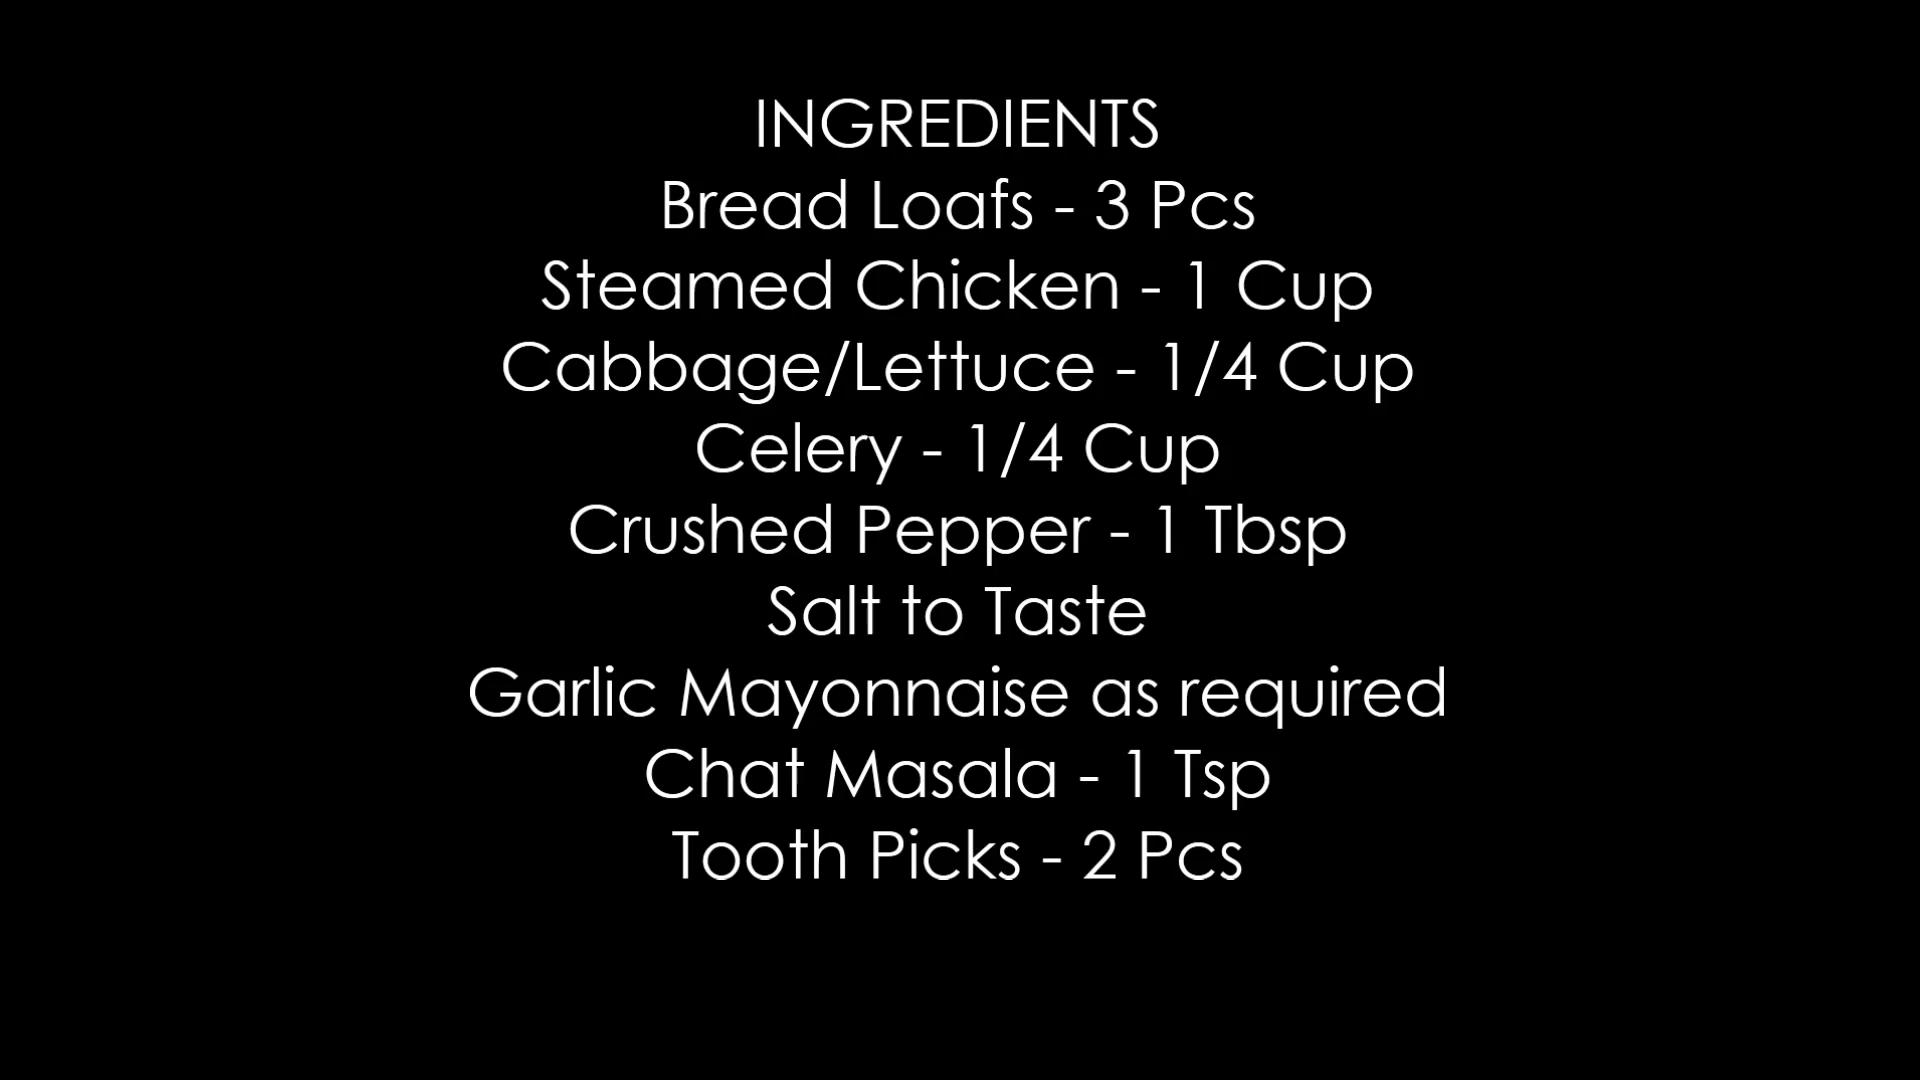 INGREDIENTS
Bread Loafs - 3 Pcs
Steamed Chicken - 1 Cup
Cabbage/Lettuce - 1/4 Cup
Celery - 1/4 Cup
Crushed Pepper - 1 Tbsp
Salt to Taste
Garlic Mayonnaise as required
Chat Masala - 1 Tsp
Tooth Picks - 2 Pcs